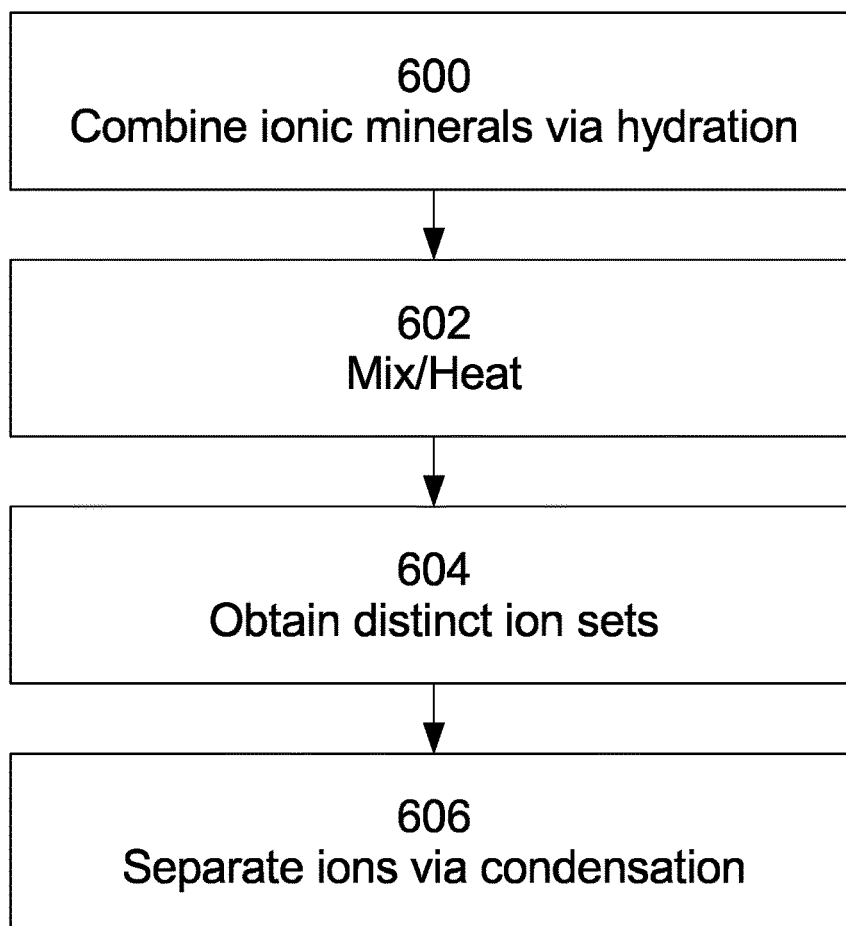 600
Combine ionic minerals via hydration
602
Mix/Heat
604
Obtain distinct ion sets
606
Separate ions via condensation